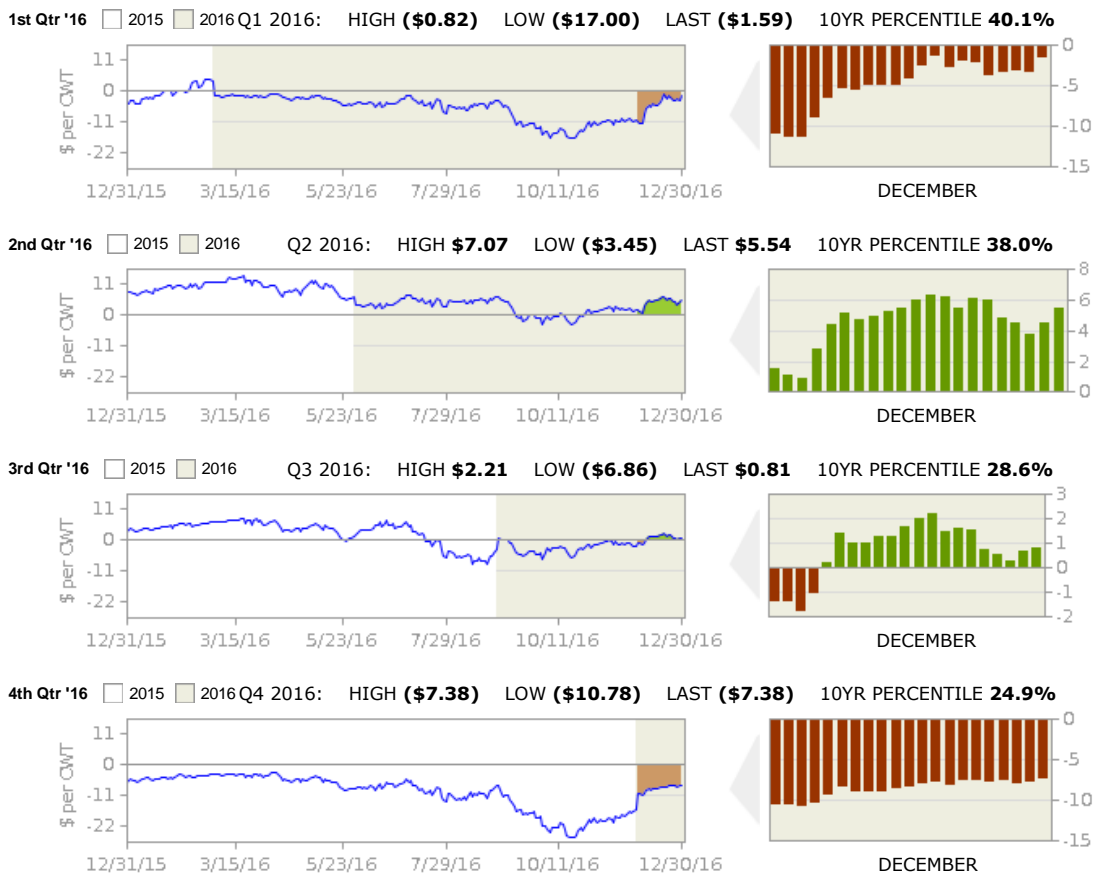 1st Qtr '16 2015 2016 Q1 2016: HIGH ($0.82) LOW ($17.00) LAST ($1.59) 10YR PERCENTILE 40.1%
$ per CWT
11
0
-11
-22
12/31/15 3/15/16 5/23/16 7/29/16 10/11/16 12/30/16
0
-5
-10
-15
DECEMBER
2nd Qtr '16 2015 2016 Q2 2016: HIGH $7.07 LOW ($3.45) LAST $5.54 10YR PERCENTILE 38.0%
$ per CWT
11
0
-11
-22
12/31/15 3/15/16 5/23/16 7/29/16 10/11/16 12/30/16
8
6
4
2
0
DECEMBER
3rd Qtr '16 2015 2016 Q3 2016: HIGH $2.21 LOW ($6.86) LAST $0.81 10YR PERCENTILE 28.6%
$ per CWT
11
0
-11
-22
12/31/15 3/15/16 5/23/16 7/29/16 10/11/16 12/30/16
3
2
1
0
-1
-2
DECEMBER
4th Qtr '16 2015 2016 Q4 2016: HIGH ($7.38) LOW ($10.78) LAST ($7.38) 10YR PERCENTILE 24.9%
$ per CWT
11
0
-11
-22
12/31/15 3/15/16 5/23/16 7/29/16 10/11/16 12/30/16
0
-5
-10
-15
DECEMBER